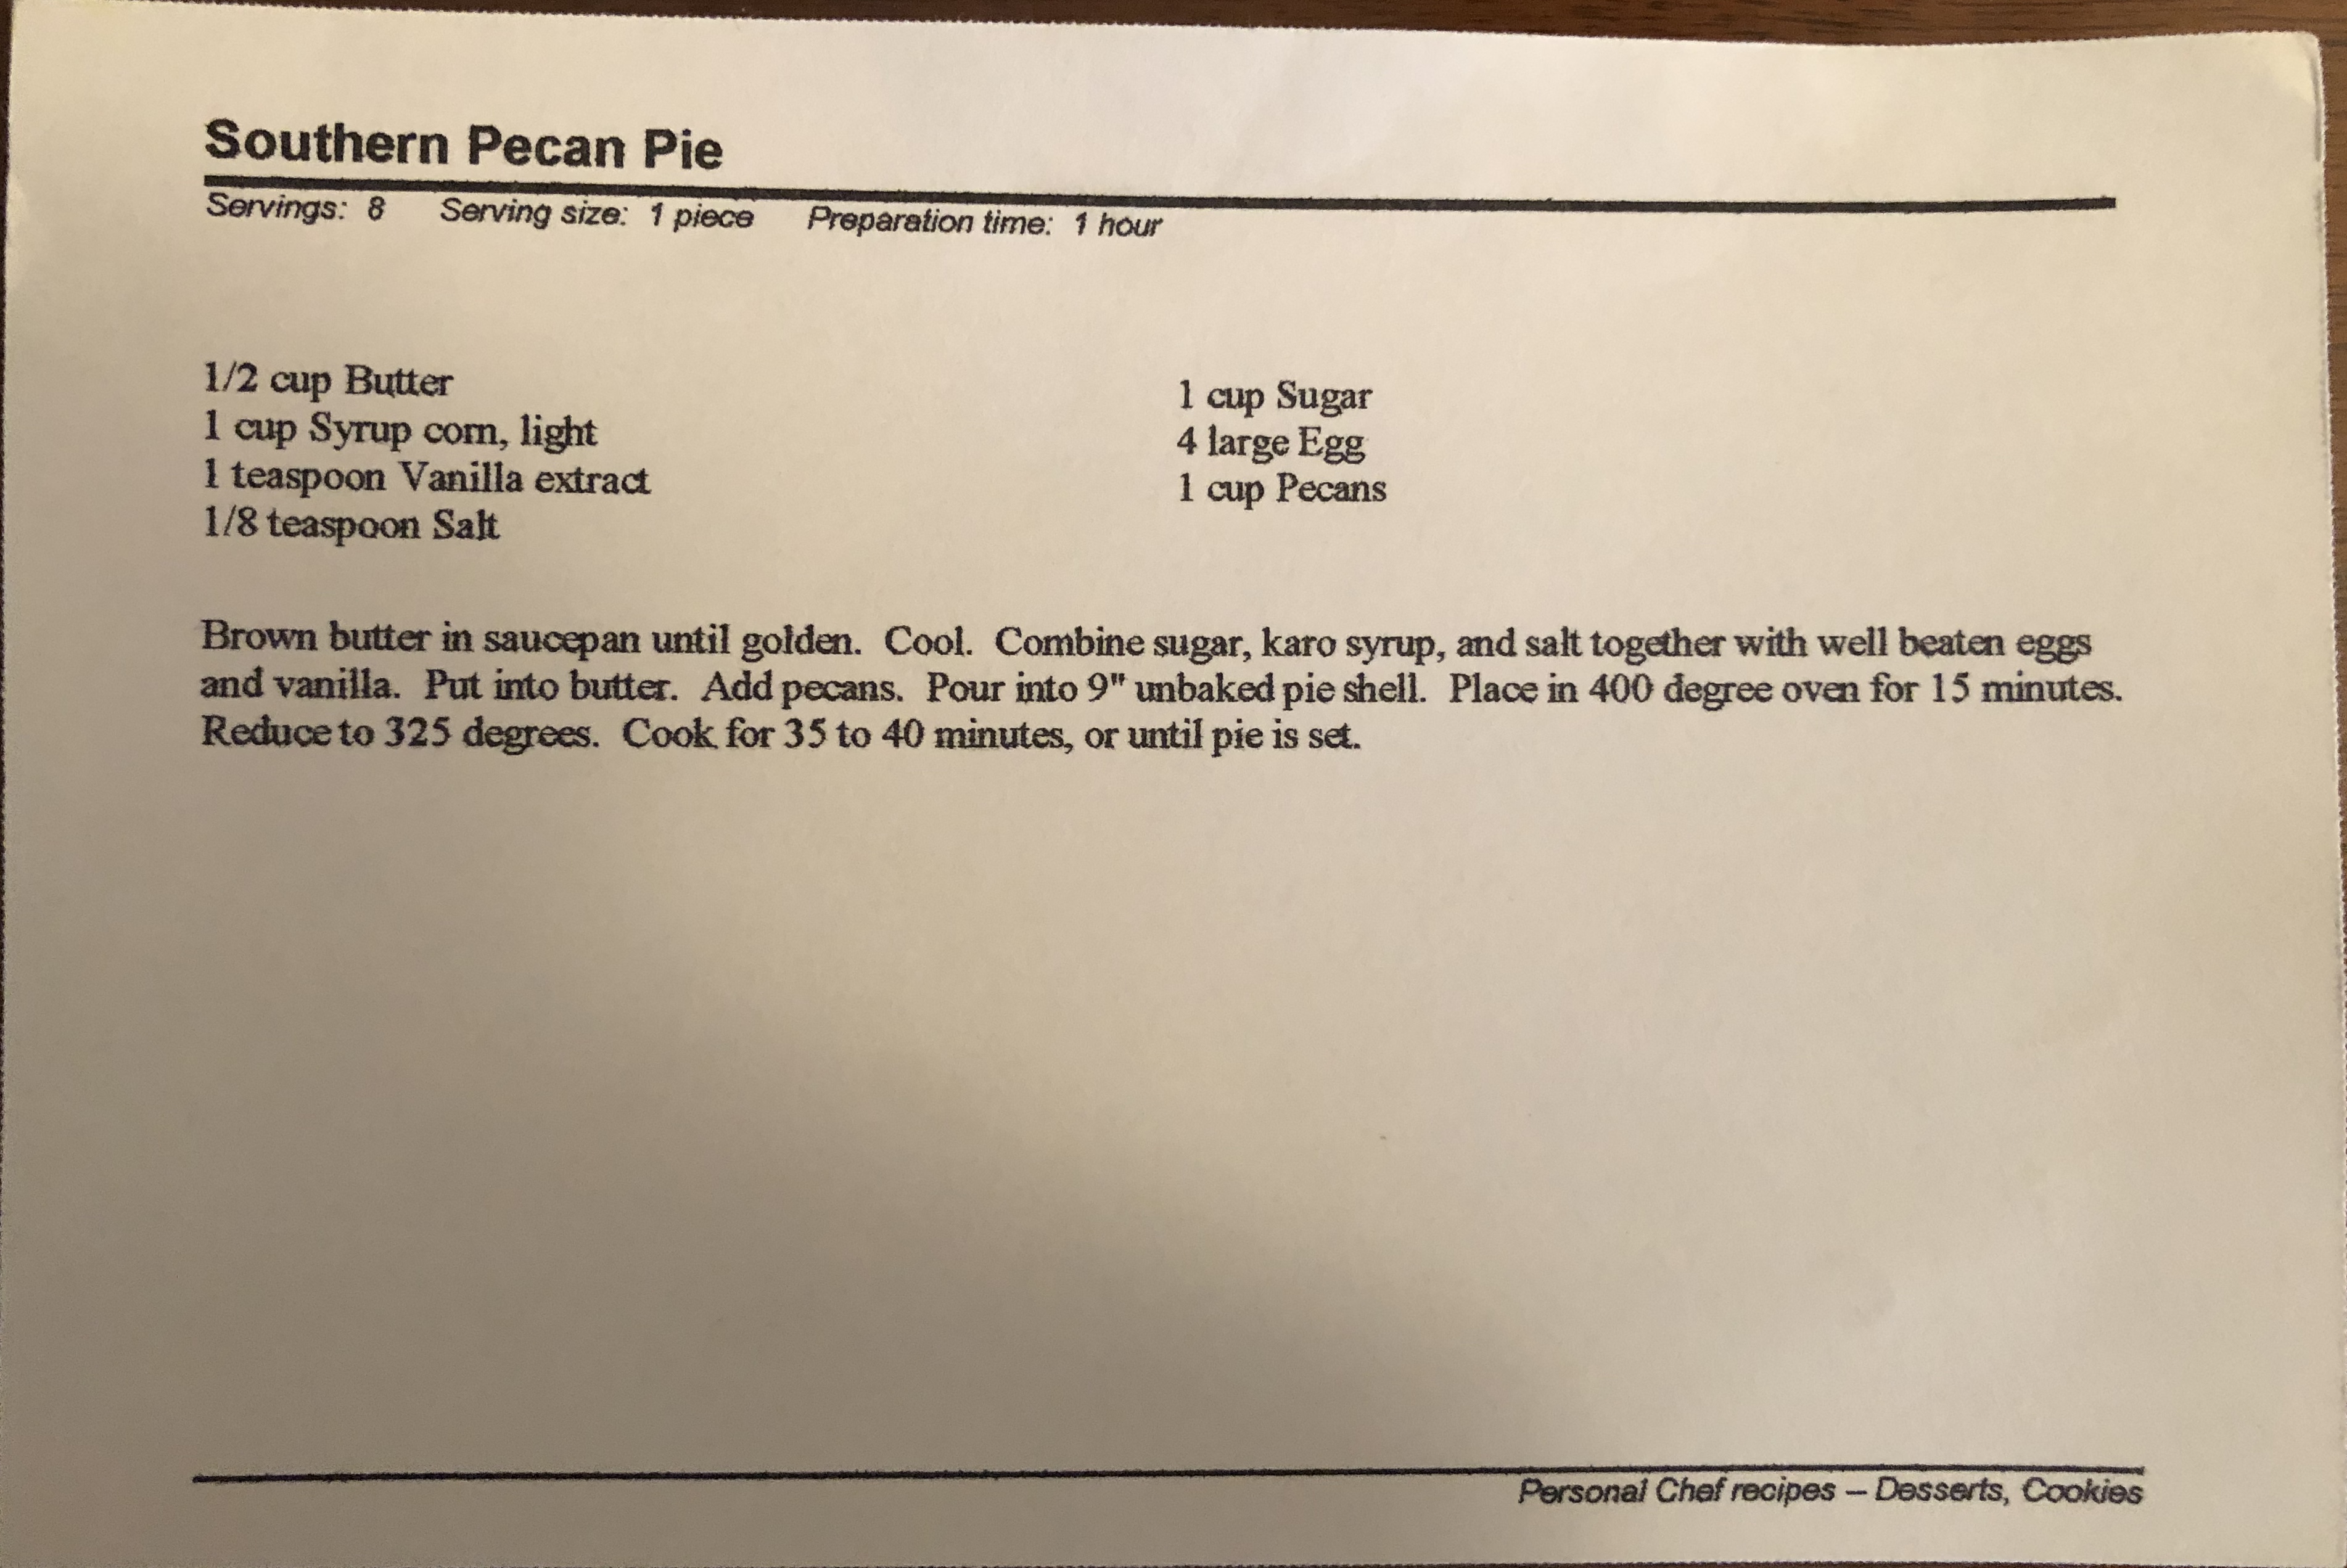 Southern Pecan Pie
Servings: 8 Serving size: 1 piece Preparation time: 1 hour
1/2 cup Butter
1 cup Syrup corn, light
1 teaspoon Vanilla extract
1/8 teaspoon Salt
1 cup Sugar
4 large Egg
1 cup Pecans
Brown butter in saucepan until golden. Cool. Combine sugar, karo syrup, and salt together with well beaten eggs
and vanilla. Put into butter. Add pecans. Pour into 9" unbaked pie shell. Place in 400 degree oven for 15 minutes.
Reduce to 325 degrees. Cook for 35 to 40 minutes, or until pie is set.
Personal Chef recipes – Desserts, Cookies